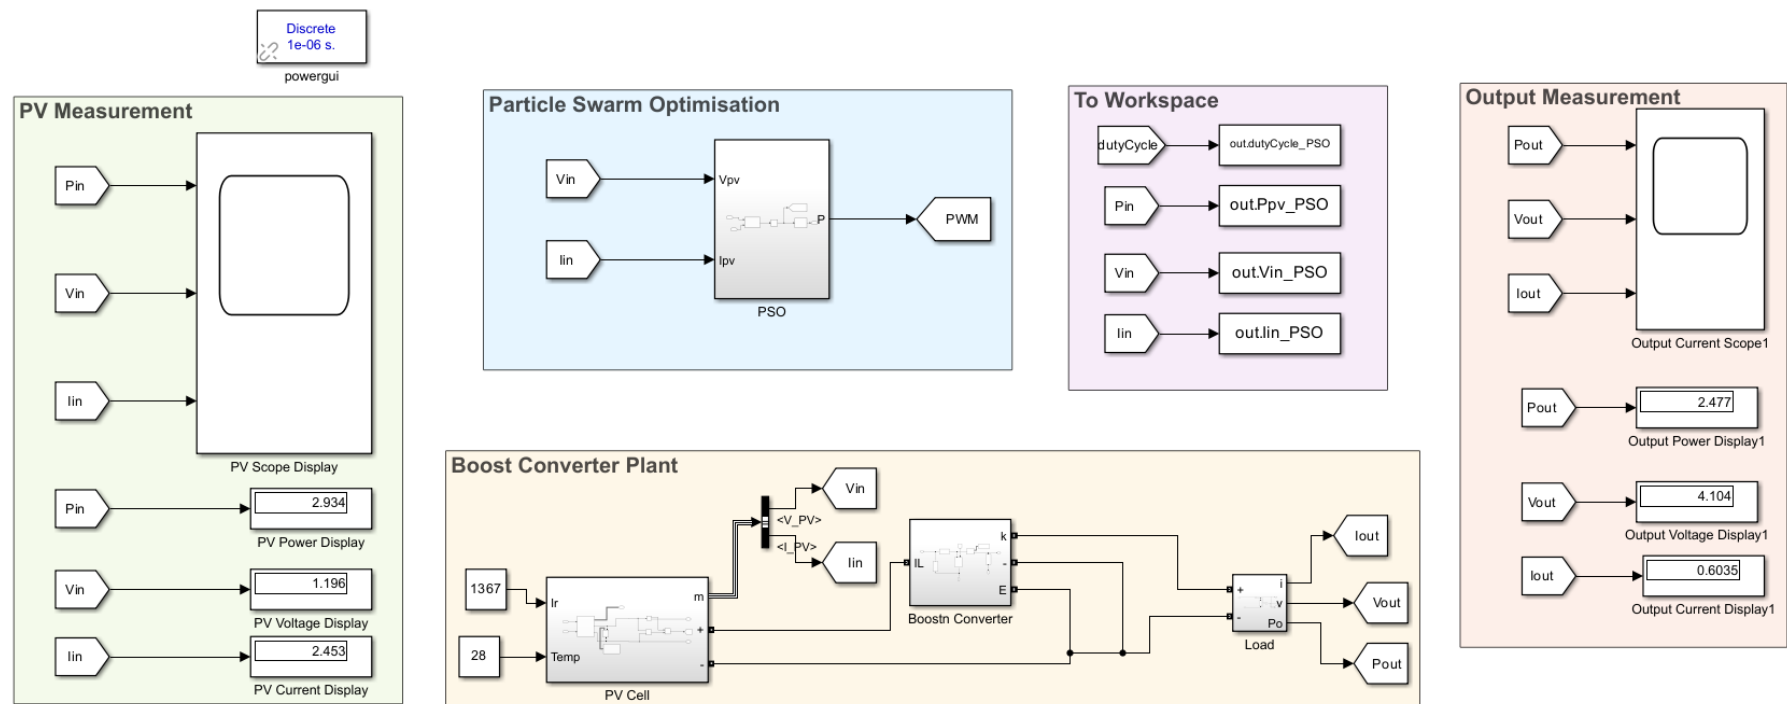 Discrete
1e-06 s.
powergui
PV Measurement
Pin
Vin
Iin
PV Scope Display
Pin
2.934
PV Power Display
Vin
1.196
PV Voltage Display
Iin
2.453
PV Current Display
Particle Swarm Optimisation
Vin
Vpv
Iin
Ipv
P
PSO
PWM
To Workspace
dutyCycle
out.dutyCycle_PSO
Pin
out.Ppv_PSO
Vin
out.Vin_PSO
Iin
out.Iin_PSO
Output Measurement
Pout
Vout
Iout
Output Current Scope1
Pout
2.477
Output Power Display1
Vout
4.104
Output Voltage Display1
Iout
0.6035
Output Current Display1
Boost Converter Plant
Vin
<V_PV>
<I_PV>
Iin
1367
Ir
28
Temp
m
+
-
PV Cell
IL
k
-
E
Boostn Converter
+
-
i
v
Po
Load
Iout
Vout
Pout